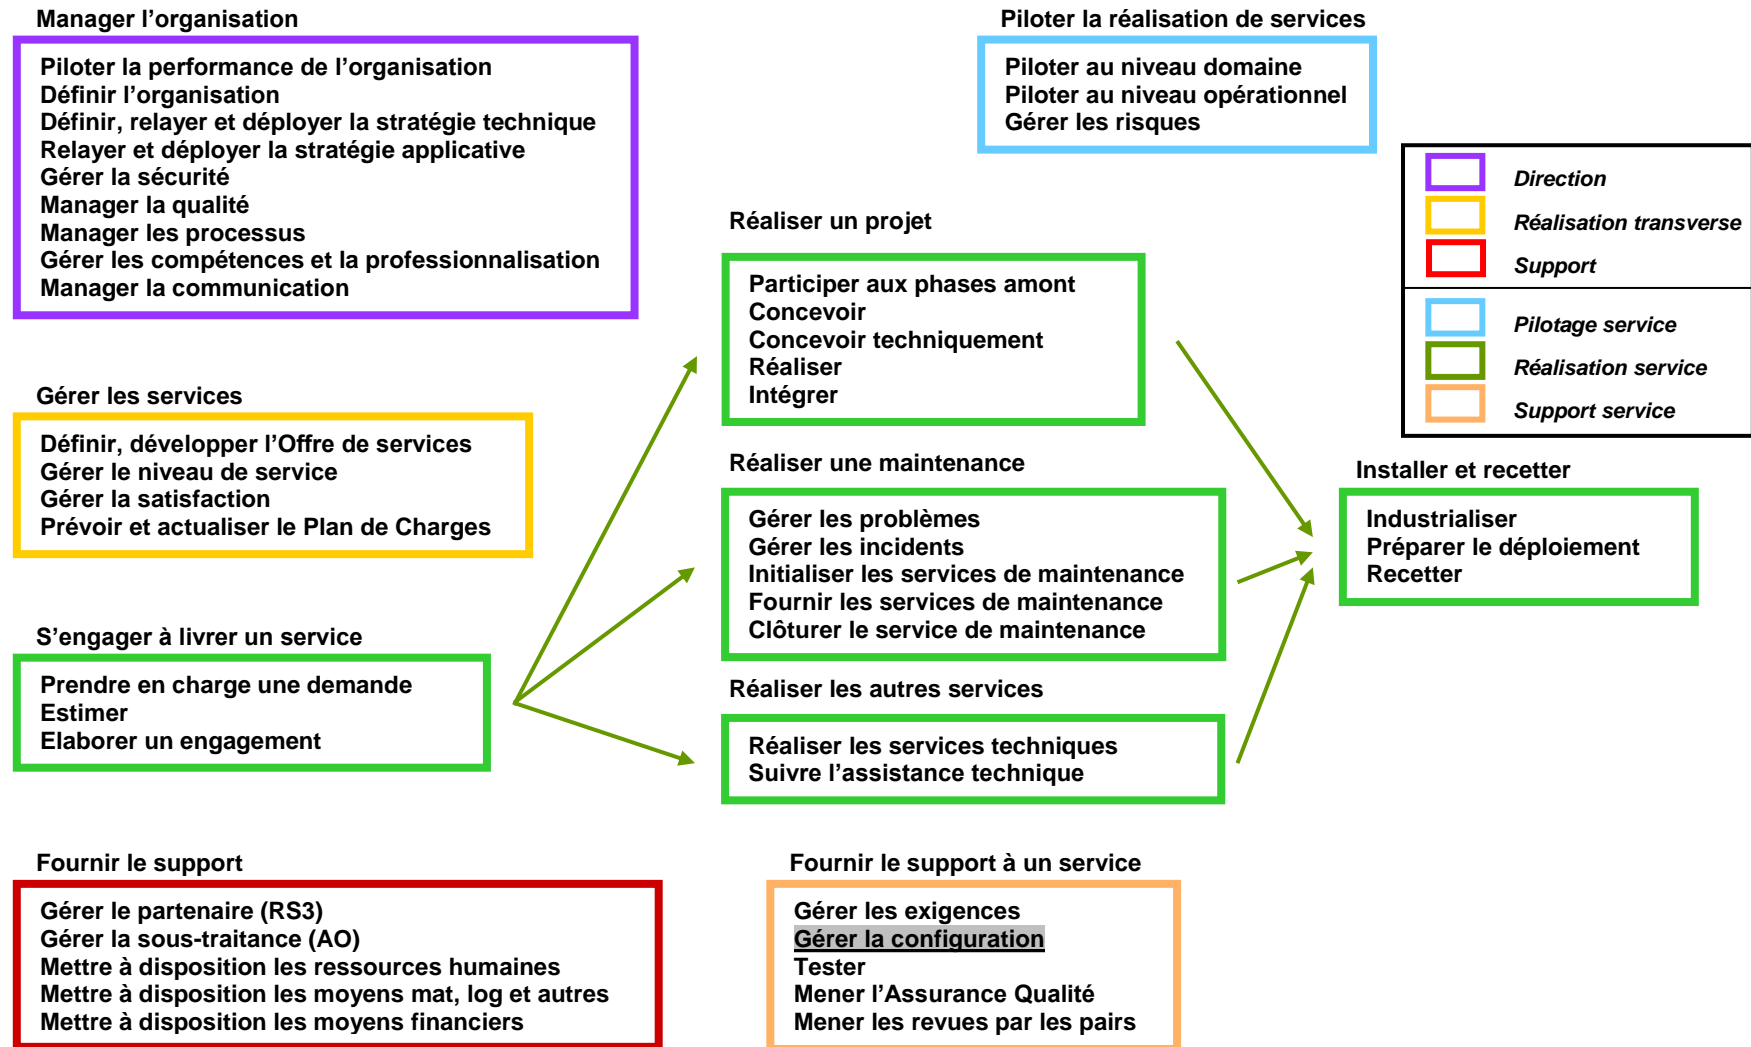 Manager l’organisation
Piloter la performance de l’organisation
Définir l’organisation
Définir, relayer et déployer la stratégie technique
Relayer et déployer la stratégie applicative
Gérer la sécurité
Manager la qualité
Manager les processus
Gérer les compétences et la professionnalisation
Manager la communication
Piloter la réalisation de services
Piloter au niveau domaine
Piloter au niveau opérationnel
Gérer les risques
Direction
Réalisation transverse
Support
Pilotage service
Réalisation service
Support service
Réaliser un projet
Participer aux phases amont
Concevoir
Concevoir techniquement
Réaliser
Intégrer
Gérer les services
Définir, développer l’Offre de services
Gérer le niveau de service
Gérer la satisfaction
Prévoir et actualiser le Plan de Charges
Réaliser une maintenance
Gérer les problèmes
Gérer les incidents
Initialiser les services de maintenance
Fournir les services de maintenance
Clôturer le service de maintenance
Installer et recetter
Industrialiser
Préparer le déploiement
Recetter
S’engager à livrer un service
Prendre en charge une demande
Estimer
Elaborer un engagement
Réaliser les autres services
Réaliser les services techniques
Suivre l’assistance technique
Fournir le support
Gérer le partenaire (RS3)
Gérer la sous-traitance (AO)
Mettre à disposition les ressources humaines
Mettre à disposition les moyens mat, log et autres
Mettre à disposition les moyens financiers
Fournir le support à un service
Gérer les exigences
Gérer la configuration
Tester
Mener l’Assurance Qualité
Mener les revues par les pairs